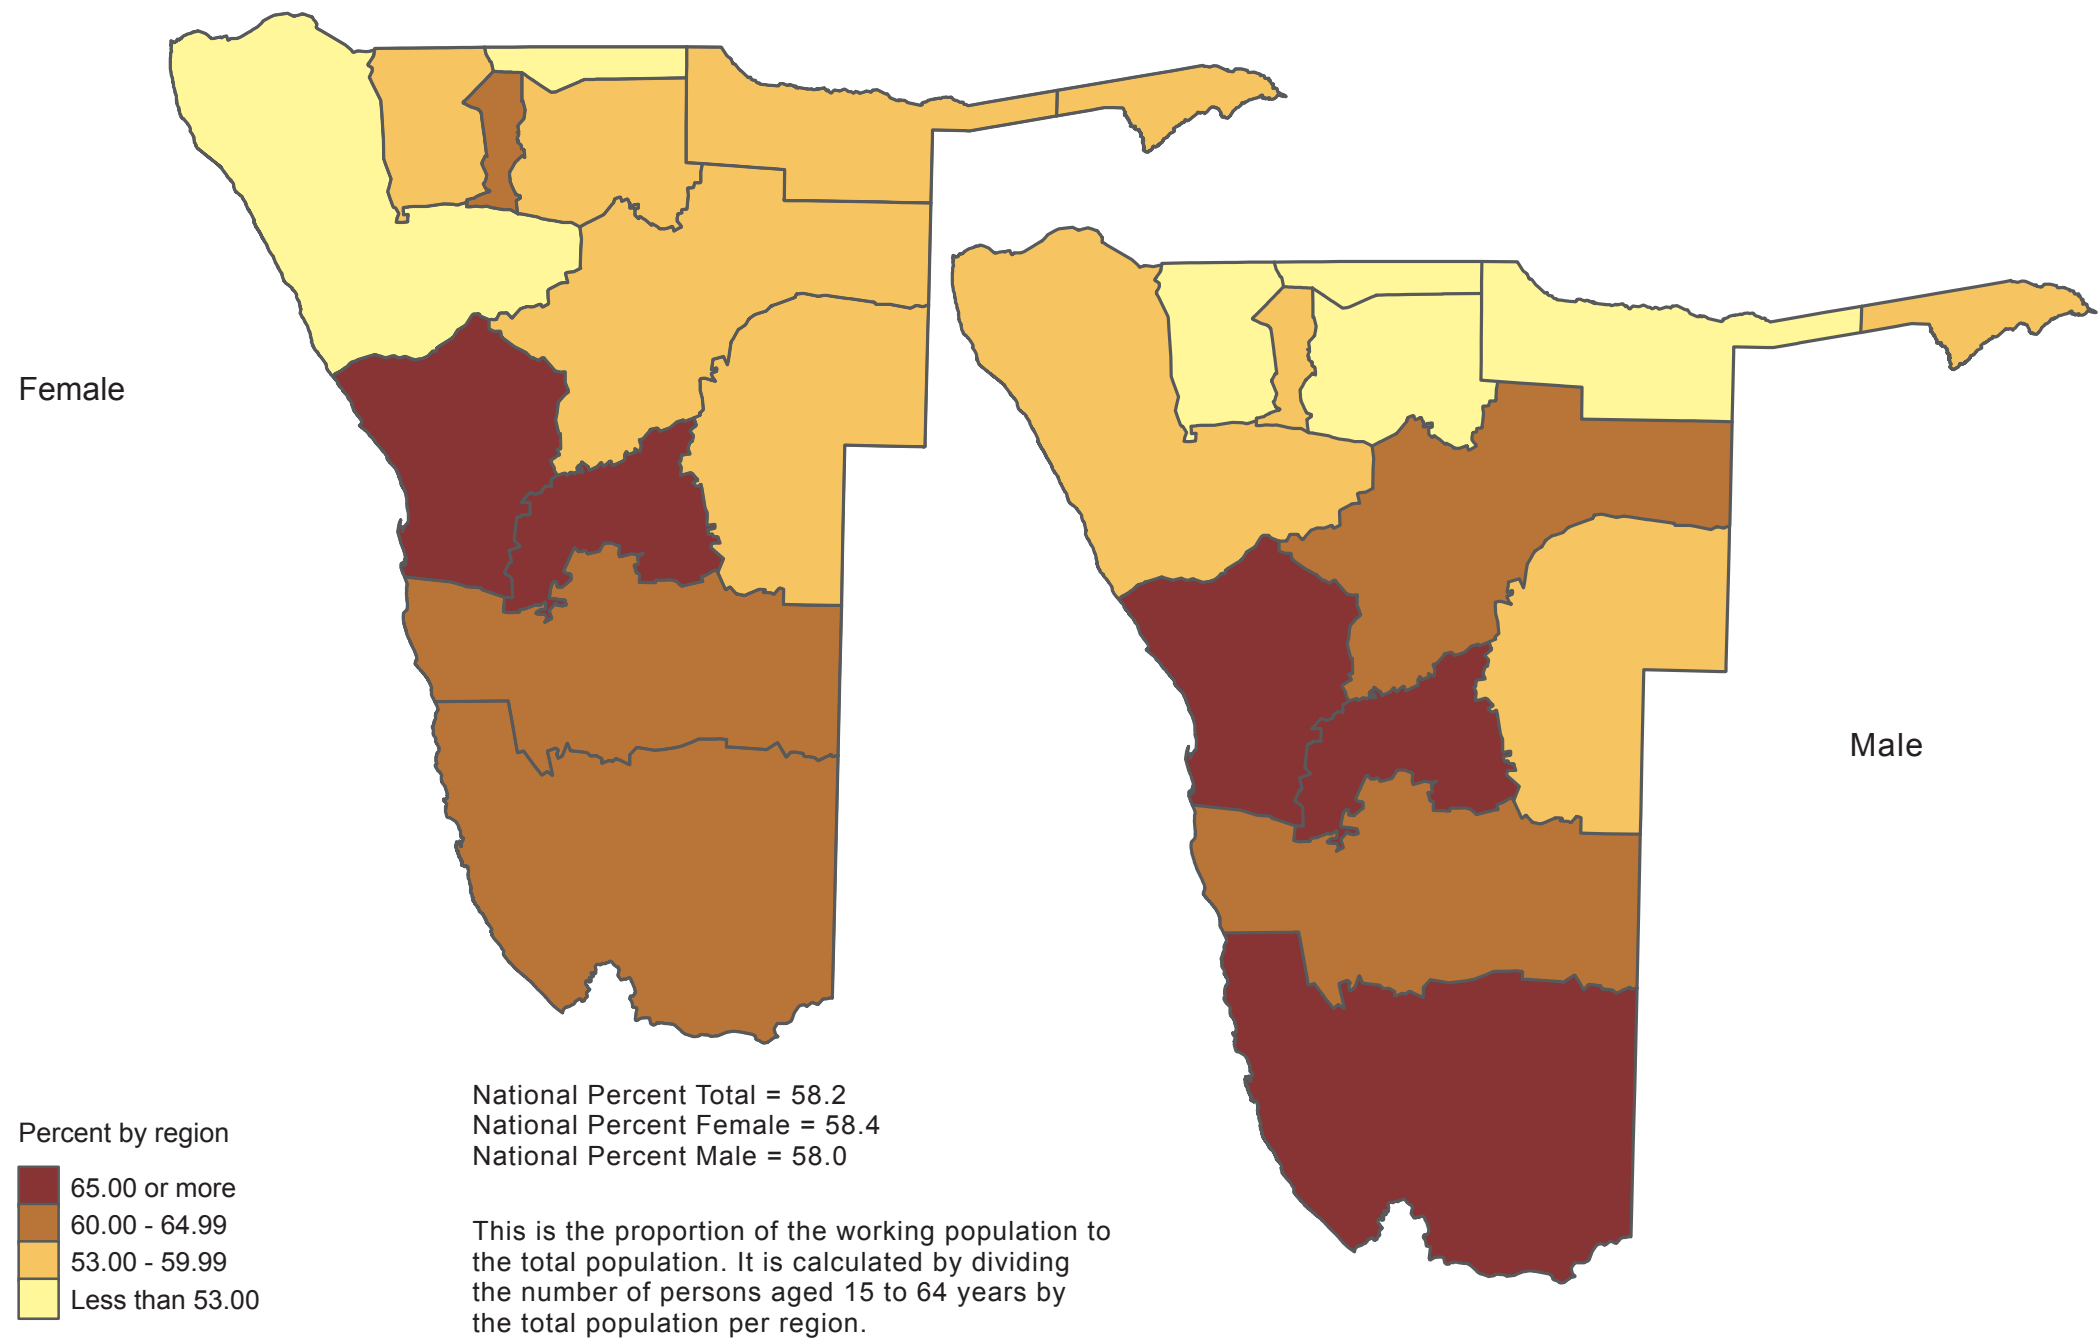 Female
Male
National Percent Total = 58.2
National Percent Female = 58.4
National Percent Male = 58.0
Percent by region
65.00 or more
60.00 - 64.99
53.00 - 59.99
Less than 53.00
This is the proportion of the working population to
the total population. It is calculated by dividing
the number of persons aged 15 to 64 years by
the total population per region.